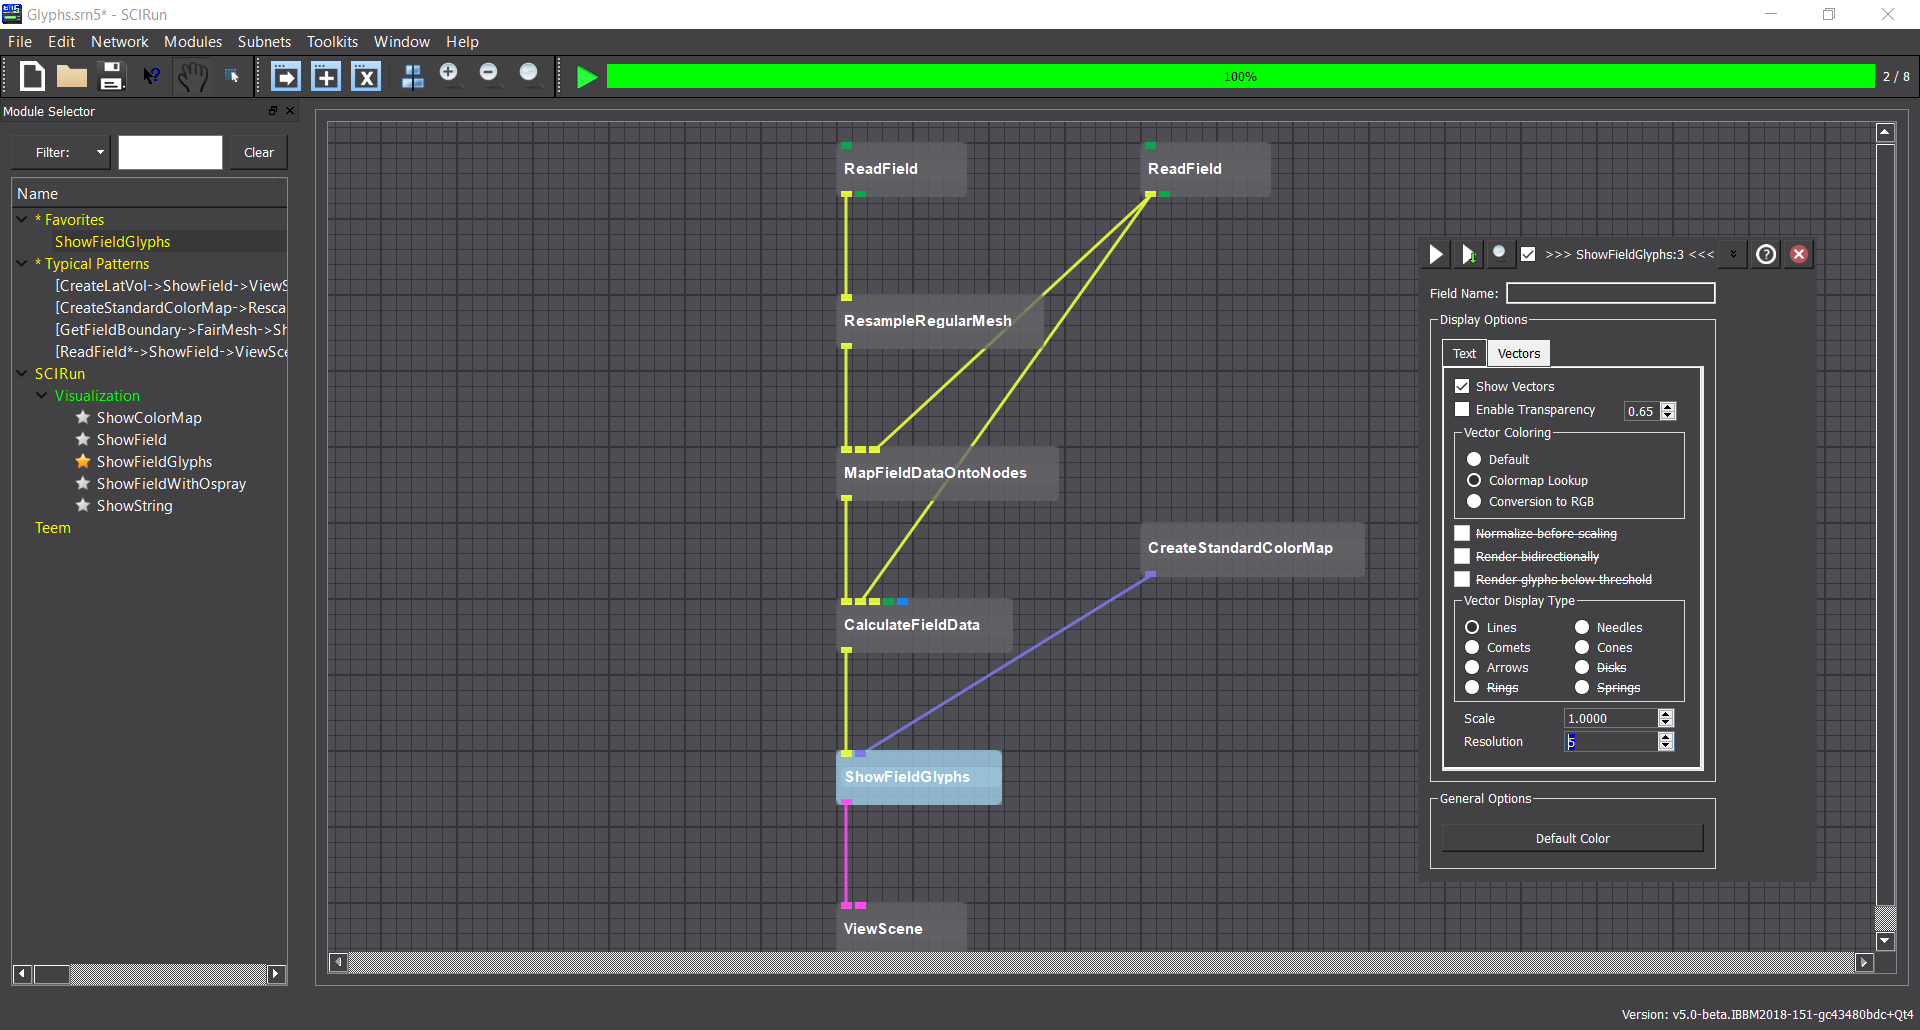 Glyphs.srn5* - SCIRun
File Edit Network Modules Subnets Toolkits Window Help
100%
2 / 8
Module Selector
Filter:
Clear
Name
* Favorites
ShowFieldGlyphs
* Typical Patterns
[CreateLatVol->ShowField->ViewS
[CreateStandardColorMap->Resca
[GetFieldBoundary->FairMesh->Sh
[ReadField*->ShowField->ViewSce
SCIRun
Visualization
ShowColorMap
ShowField
ShowFieldGlyphs
ShowFieldWithOspray
ShowString
Teem
ReadField
ReadField
ResampleRegularMesh
MapFieldDataOntoNodes
CreateStandardColorMap
CalculateFieldData
ShowFieldGlyphs
ViewScene
>>> ShowFieldGlyphs:3 <<<
Field Name:
Display Options
Text Vectors
Show Vectors
Enable Transparency 0.65
Vector Coloring
Default
Colormap Lookup
Conversion to RGB
Normalize before scaling
Render bidirectionally
Render glyphs below threshold
Vector Display Type
Lines Needles
Comets Cones
Arrows Disks
Rings Springs
Scale 1.0000
Resolution 5
General Options
Default Color
Version: v5.0-beta.IBBM2018-151-gc43480bdc+Qt4